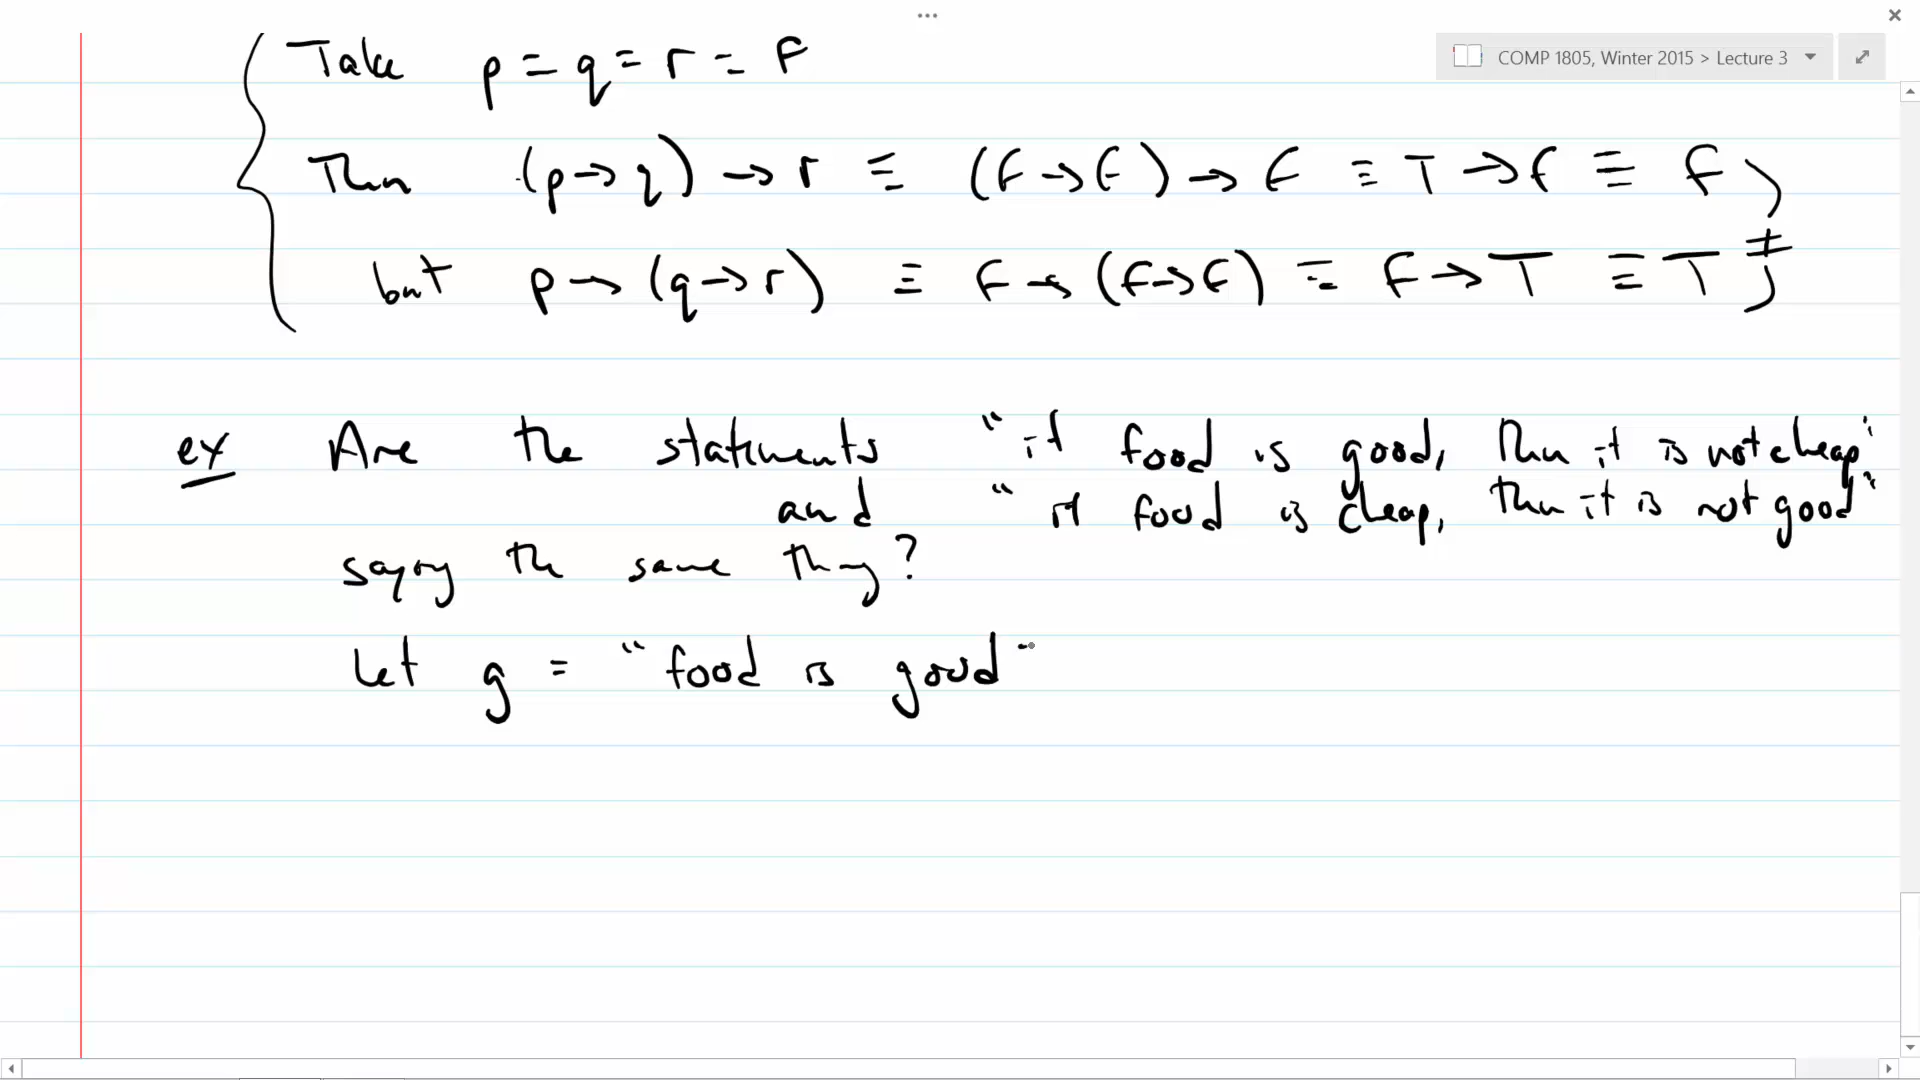 COMP 1805, Winter 2015 > Lecture 3
Take p = q = r = F
Then (p → q) → r ≡ (F → F) → F ≡ T → F ≡ F
≠
but p → (q → r) ≡ F → (F → F) ≡ F → T ≡ T
ex Are the statements "if food is good, then it is not cheap"
and "if food is cheap, then it is not good"
saying the same thing?
Let g = "food is good"